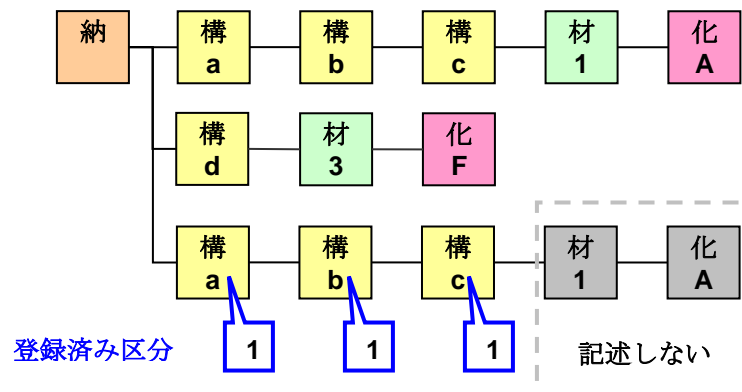 納 構 構 構 材 化
a b c 1 A
構 材 化
d 3 F
構 構 構 材 化
a b c 1 A
登録済み区分 1 1 1 記述しない